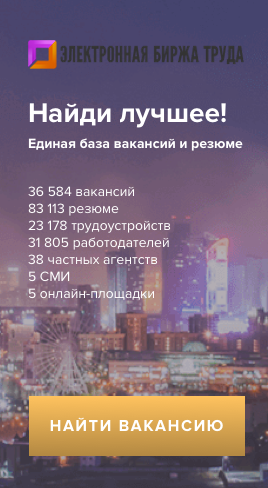 ЭЛЕКТРОННАЯ БИРЖА ТРУДА
Найди лучшее!
Единая база вакансий и резюме
36 584 вакансий
83 113 резюме
23 178 трудоустройств
31 805 работодателей
38 частных агентств
5 СМИ
5 онлайн-площадки
НАЙТИ ВАКАНСИЮ